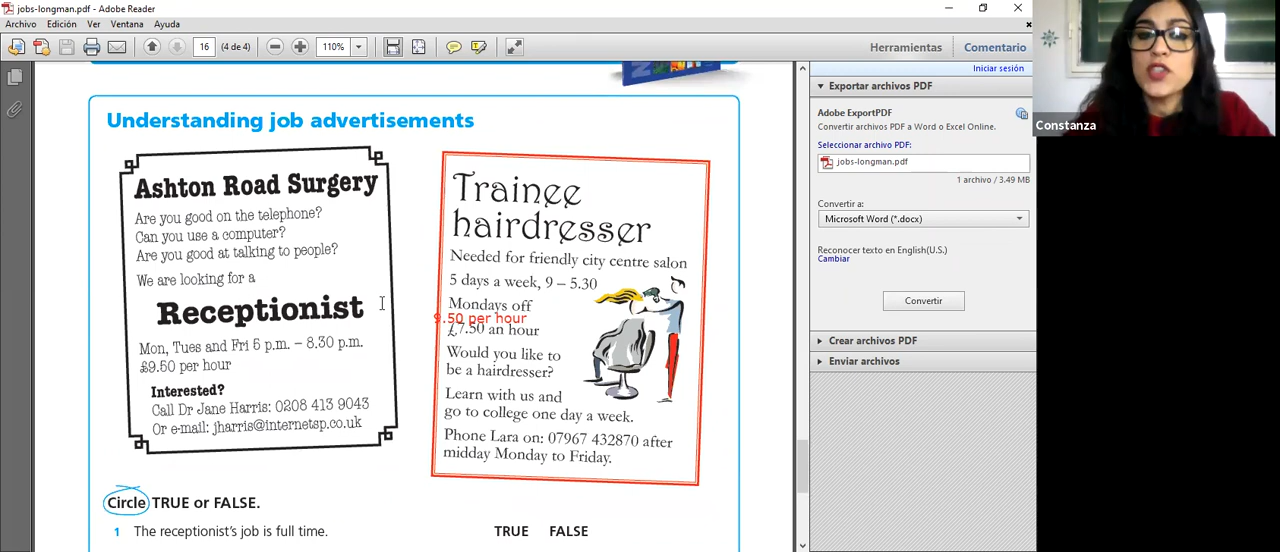 jobs-longman.pdf - Adobe Reader
Archivo Edición Ver Ventana Ayuda
16 (4 de 4) 110% Herramientas Comentario
Understanding job advertisements
Ashton Road Surgery
Are you good on the telephone?
Can you use a computer?
Are you good at talking to people?
We are looking for a
Receptionist
Mon, Tues and Fri 5 p.m. – 8.30 p.m.
£9.50 per hour
Interested?
Call Dr Jane Harris: 0208 413 9043
Or e-mail: jharris@internetsp.co.uk
Trainee
hairdresser
Needed for friendly city centre salon
5 days a week, 9 – 5.30
Mondays off
9.50 per hour
£7.50 an hour
Would you like to
be a hairdresser?
Learn with us and
go to college one day a week.
Phone Lara on: 07967 432870 after
midday Monday to Friday.
Circle TRUE or FALSE.
1 The receptionist's job is full time. TRUE FALSE
Iniciar sesión
Exportar archivos PDF
Adobe ExportPDF
Convertir archivos PDF a Word o Excel Online.
Seleccionar archivo PDF:
jobs-longman.pdf
1 archivo / 3.49 MB
Convertir a:
Microsoft Word (*.docx)
Reconocer texto en English(U.S.)
Cambiar
Convertir
Crear archivo PDF
Enviar archivos
Constanza